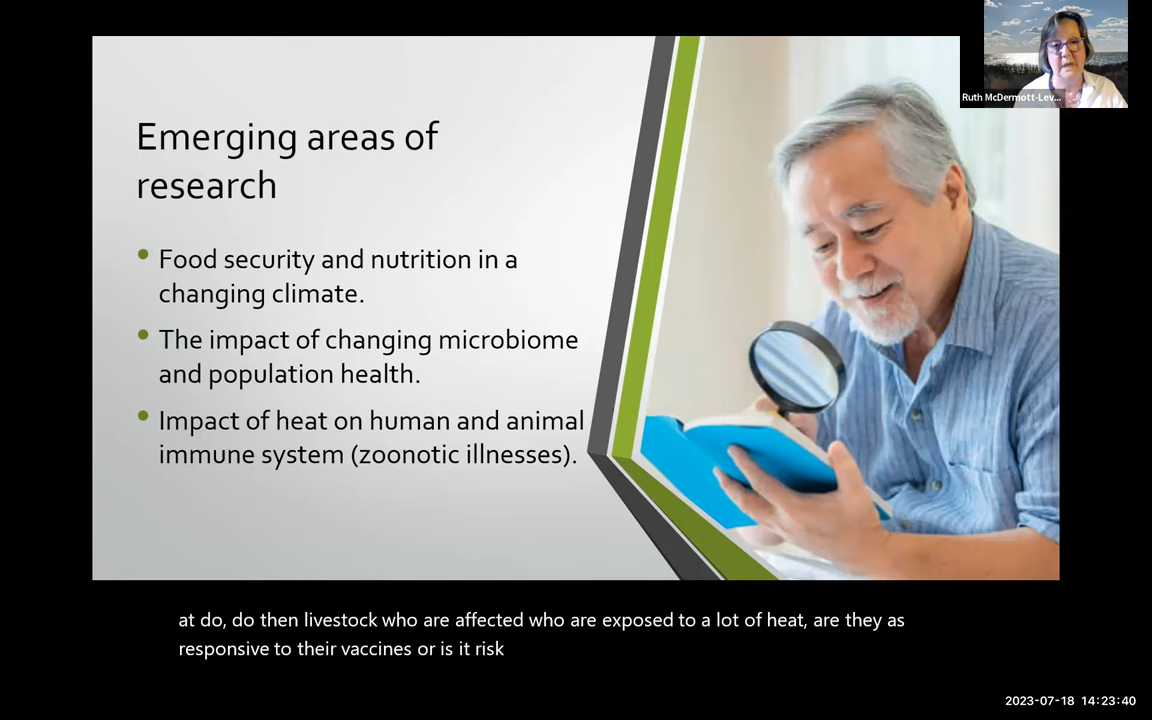 Ruth McDermott-Lev...
Emerging areas of
research
• Food security and nutrition in a
changing climate.
• The impact of changing microbiome
and population health.
• Impact of heat on human and animal
immune system (zoonotic illnesses).
at do, do then livestock who are affected who are exposed to a lot of heat, are they as
responsive to their vaccines or is it risk
2023-07-18 14:23:40